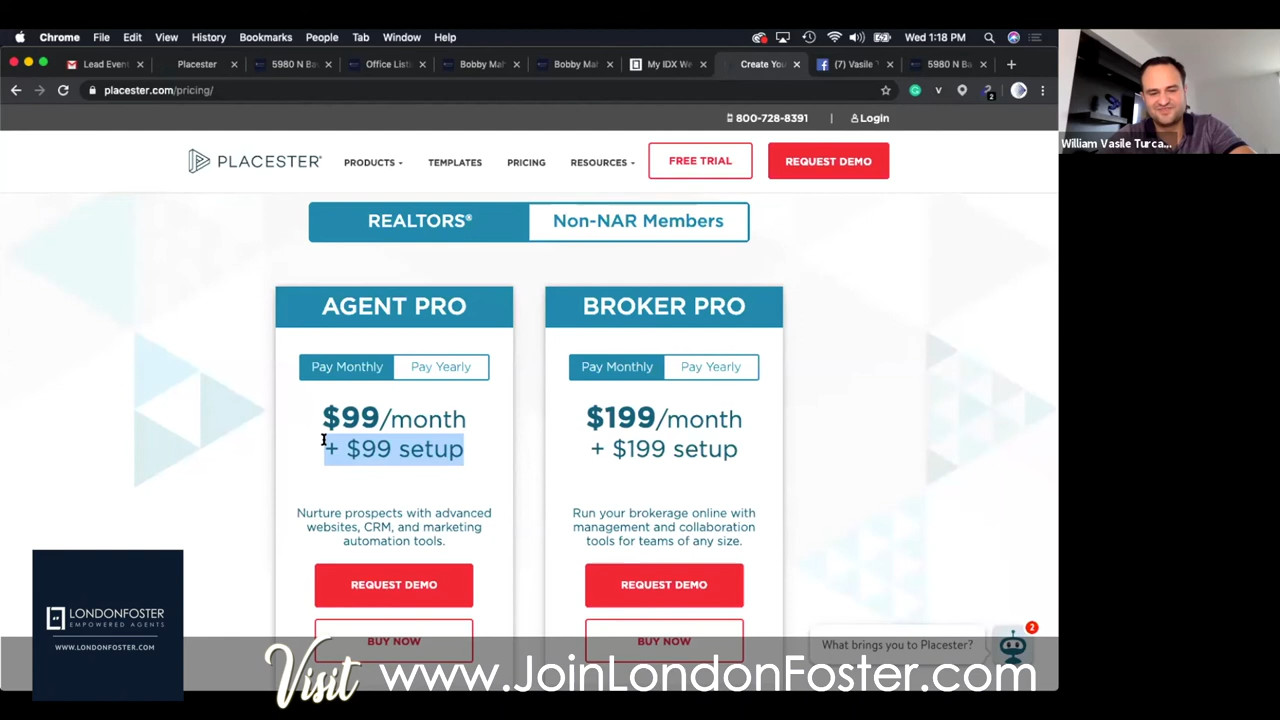 Chrome File Edit View History Bookmarks People Tab Window Help Wed 1:18 PM
Lead Event Placester 5980 N Ba Office Listi Bobby Mah Bobby Mah My IDX We Create You (7) Vasile T 5980 N Ba
placester.com/pricing/
800-728-8391 | Login
PLACESTER PRODUCTS TEMPLATES PRICING RESOURCES FREE TRIAL REQUEST DEMO
William Vasile Turca...
REALTORS® Non-NAR Members
AGENT PRO
Pay Monthly Pay Yearly
$99/month
+ $99 setup
Nurture prospects with advanced
websites, CRM, and marketing
automation tools.
REQUEST DEMO
BUY NOW
BROKER PRO
Pay Monthly Pay Yearly
$199/month
+ $199 setup
Run your brokerage online with
management and collaboration
tools for teams of any size.
REQUEST DEMO
BUY NOW
What brings you to Placester?
2
LONDONFOSTER
EMPOWERED AGENTS
WWW.LONDONFOSTER.COM
Visit www.JoinLondonFoster.com